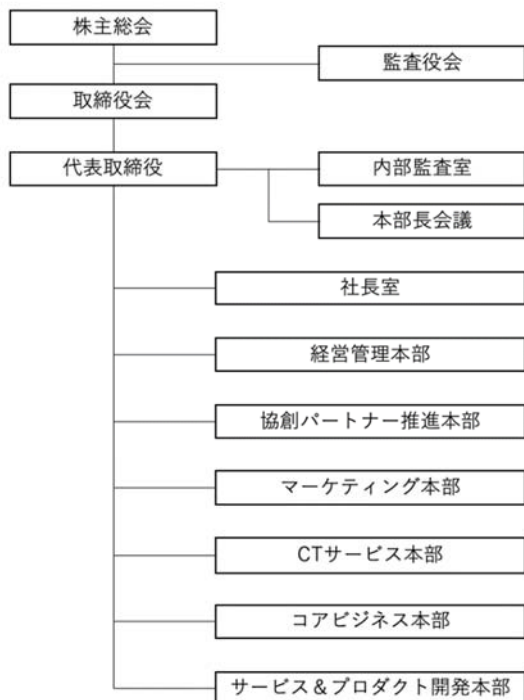 株主総会
監査役会
取締役会
代表取締役
内部監査室
本部長会議
社長室
経営管理本部
協創パートナー推進本部
マーケティング本部
CTサービス本部
コアビジネス本部
サービス＆プロダクト開発本部